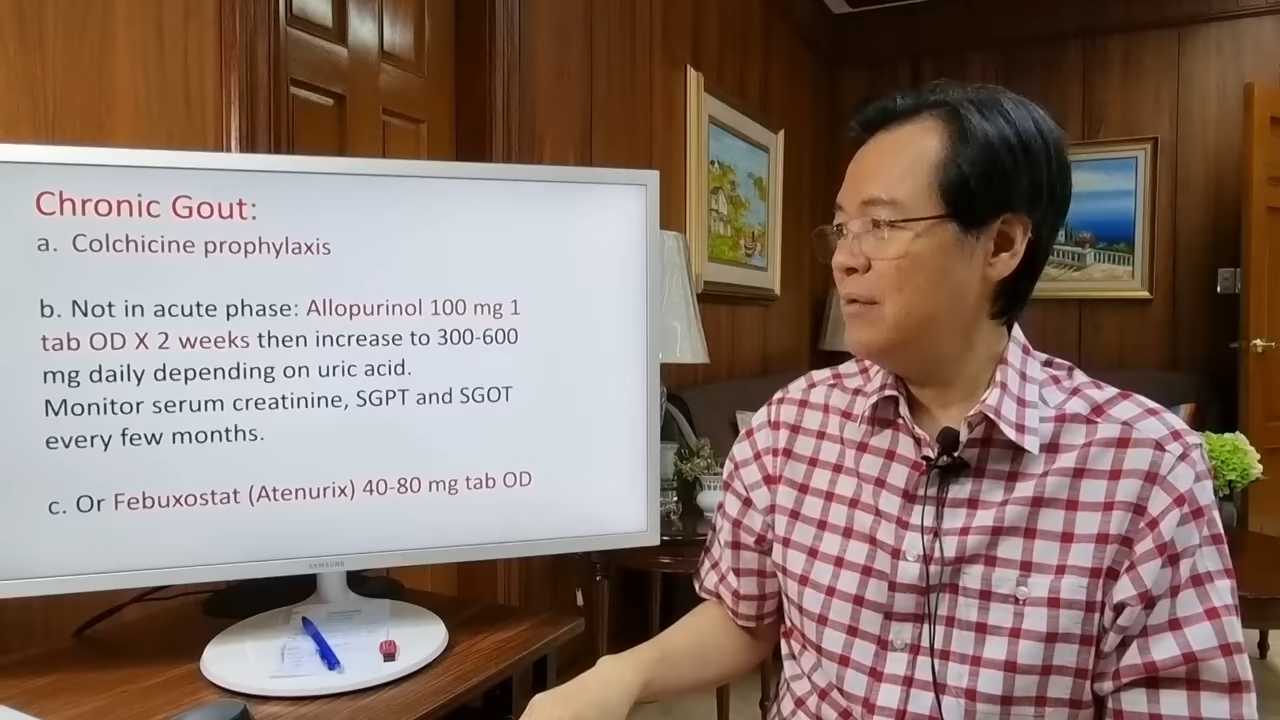 Chronic Gout:
a. Colchicine prophylaxis
b. Not in acute phase: Allopurinol 100 mg 1
tab OD X 2 weeks then increase to 300-600
mg daily depending on uric acid.
Monitor serum creatinine, SGPT and SGOT
every few months.
c. Or Febuxostat (Atenurix) 40-80 mg tab OD
SAMSUNG